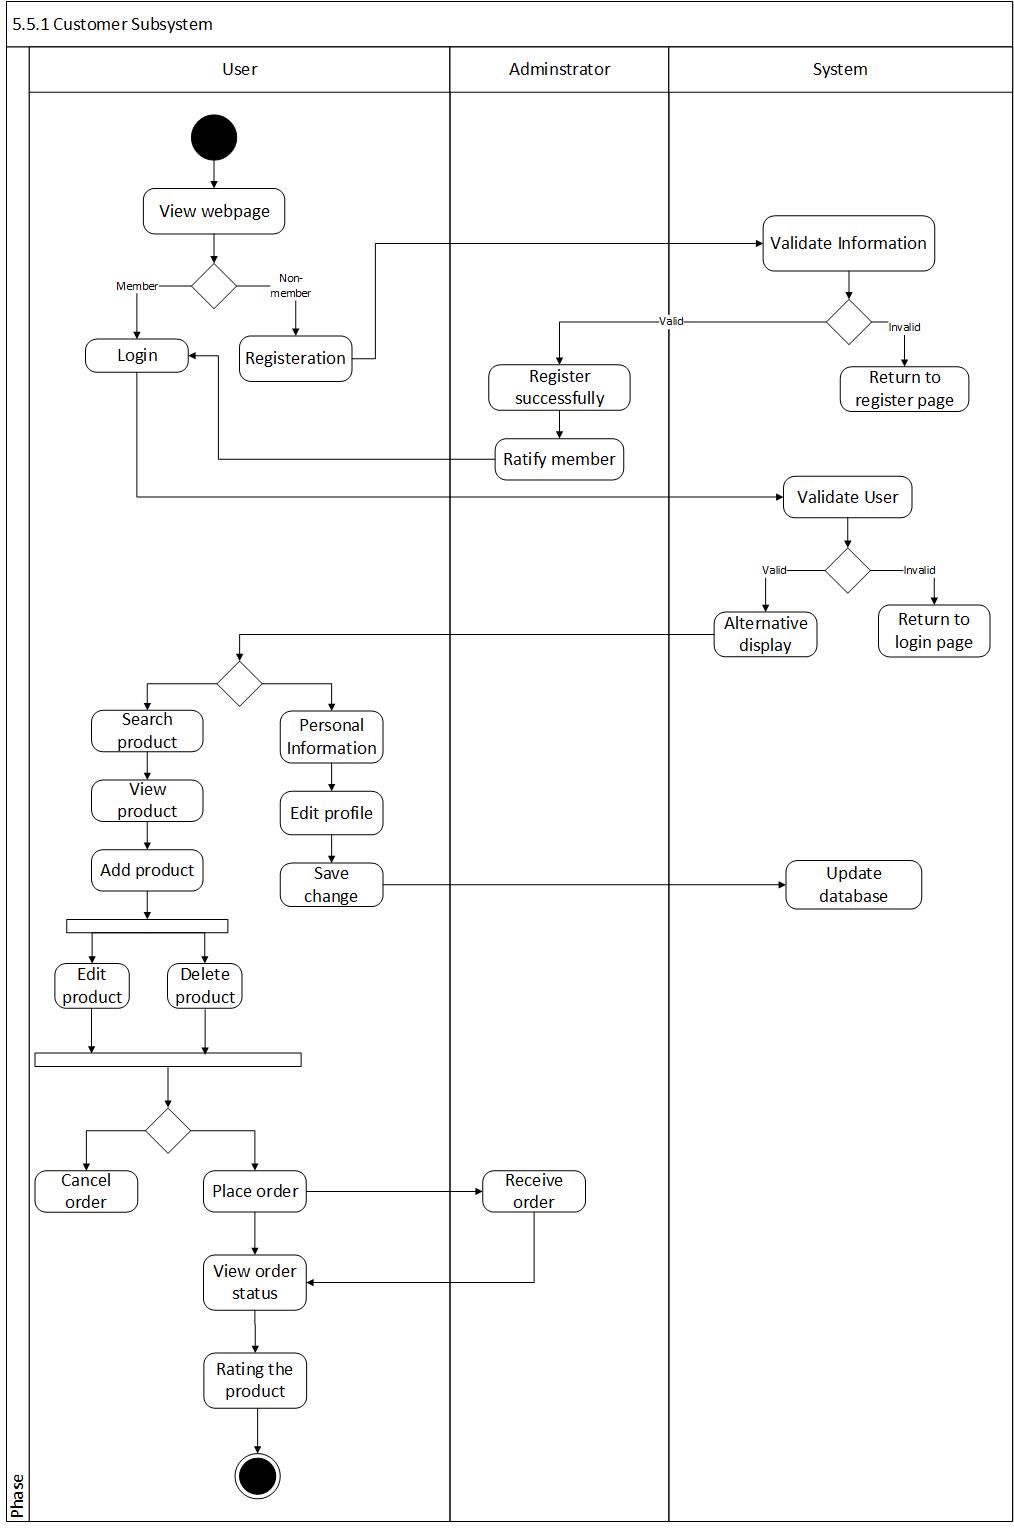 5.5.1 Customer Subsystem
User
Adminstrator
System
View webpage
Validate Information
Member
Non-
member
Valid
Invalid
Login
Registeration
Register
successfully
Return to
register page
Ratify member
Validate User
Valid
Invalid
Alternative
display
Return to
login page
Search
product
Personal
Information
View
product
Edit profile
Add product
Save
change
Update
database
Edit
product
Delete
product
Cancel
order
Place order
Receive
order
View order
status
Rating the
product
Phase